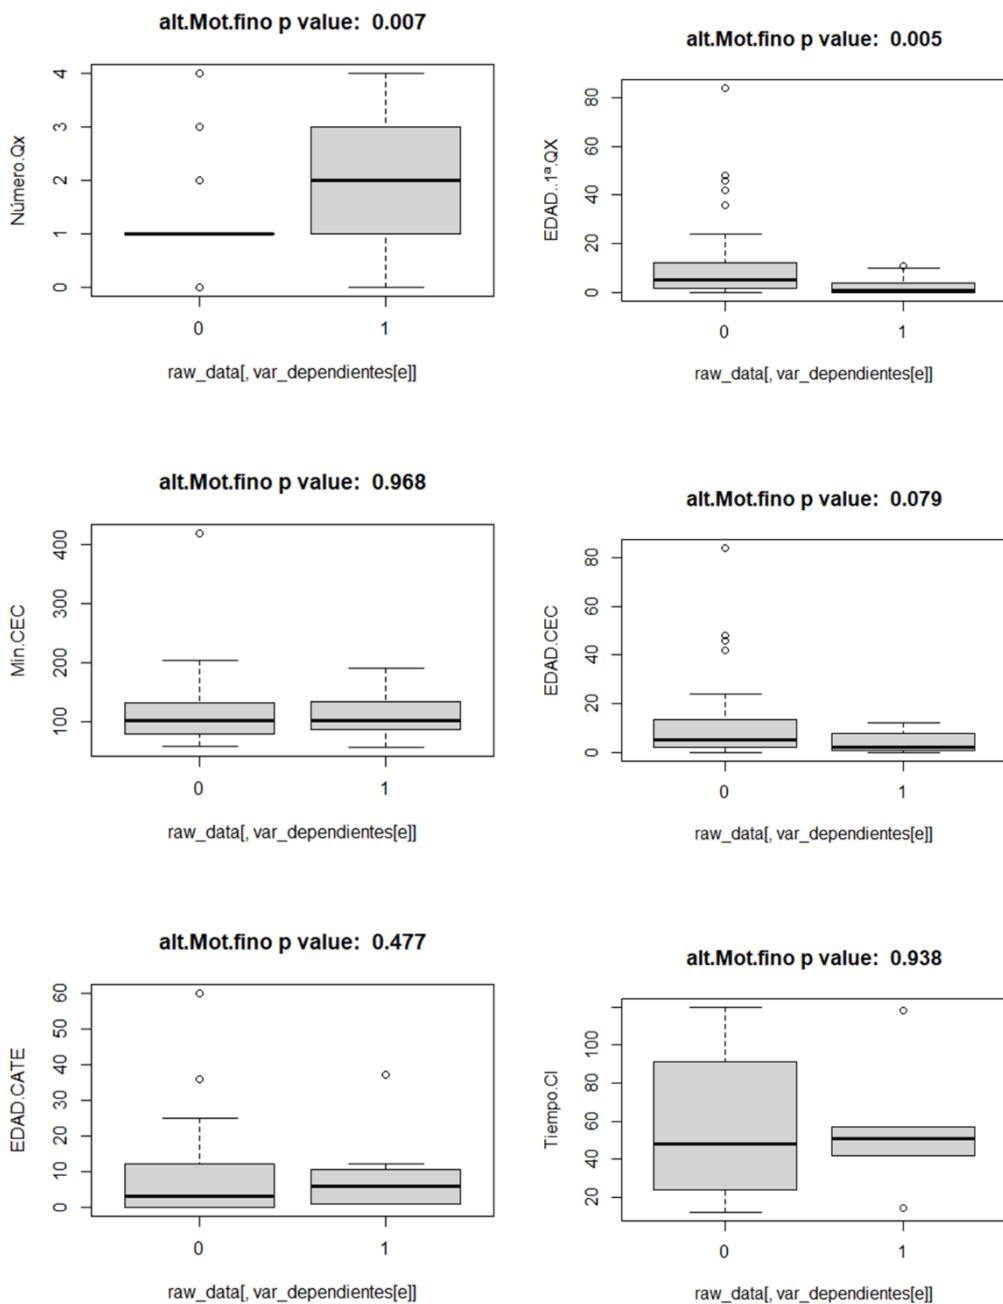 alt.Mot.fino p value:  0.007
Número.Qx
0
1
2
3
4
0
1
raw_data[, var_dependientes[e]]
alt.Mot.fino p value:  0.005
EDAD..1ª.QX
0
20
40
60
80
0
1
raw_data[, var_dependientes[e]]
alt.Mot.fino p value:  0.968
Min.CEC
100
200
300
400
0
1
raw_data[, var_dependientes[e]]
alt.Mot.fino p value:  0.079
EDAD.CEC
0
20
40
60
80
0
1
raw_data[, var_dependientes[e]]
alt.Mot.fino p value:  0.477
EDAD.CATE
0
10
20
30
40
50
60
0
1
raw_data[, var_dependientes[e]]
alt.Mot.fino p value:  0.938
Tiempo.CI
20
40
60
80
100
0
1
raw_data[, var_dependientes[e]]